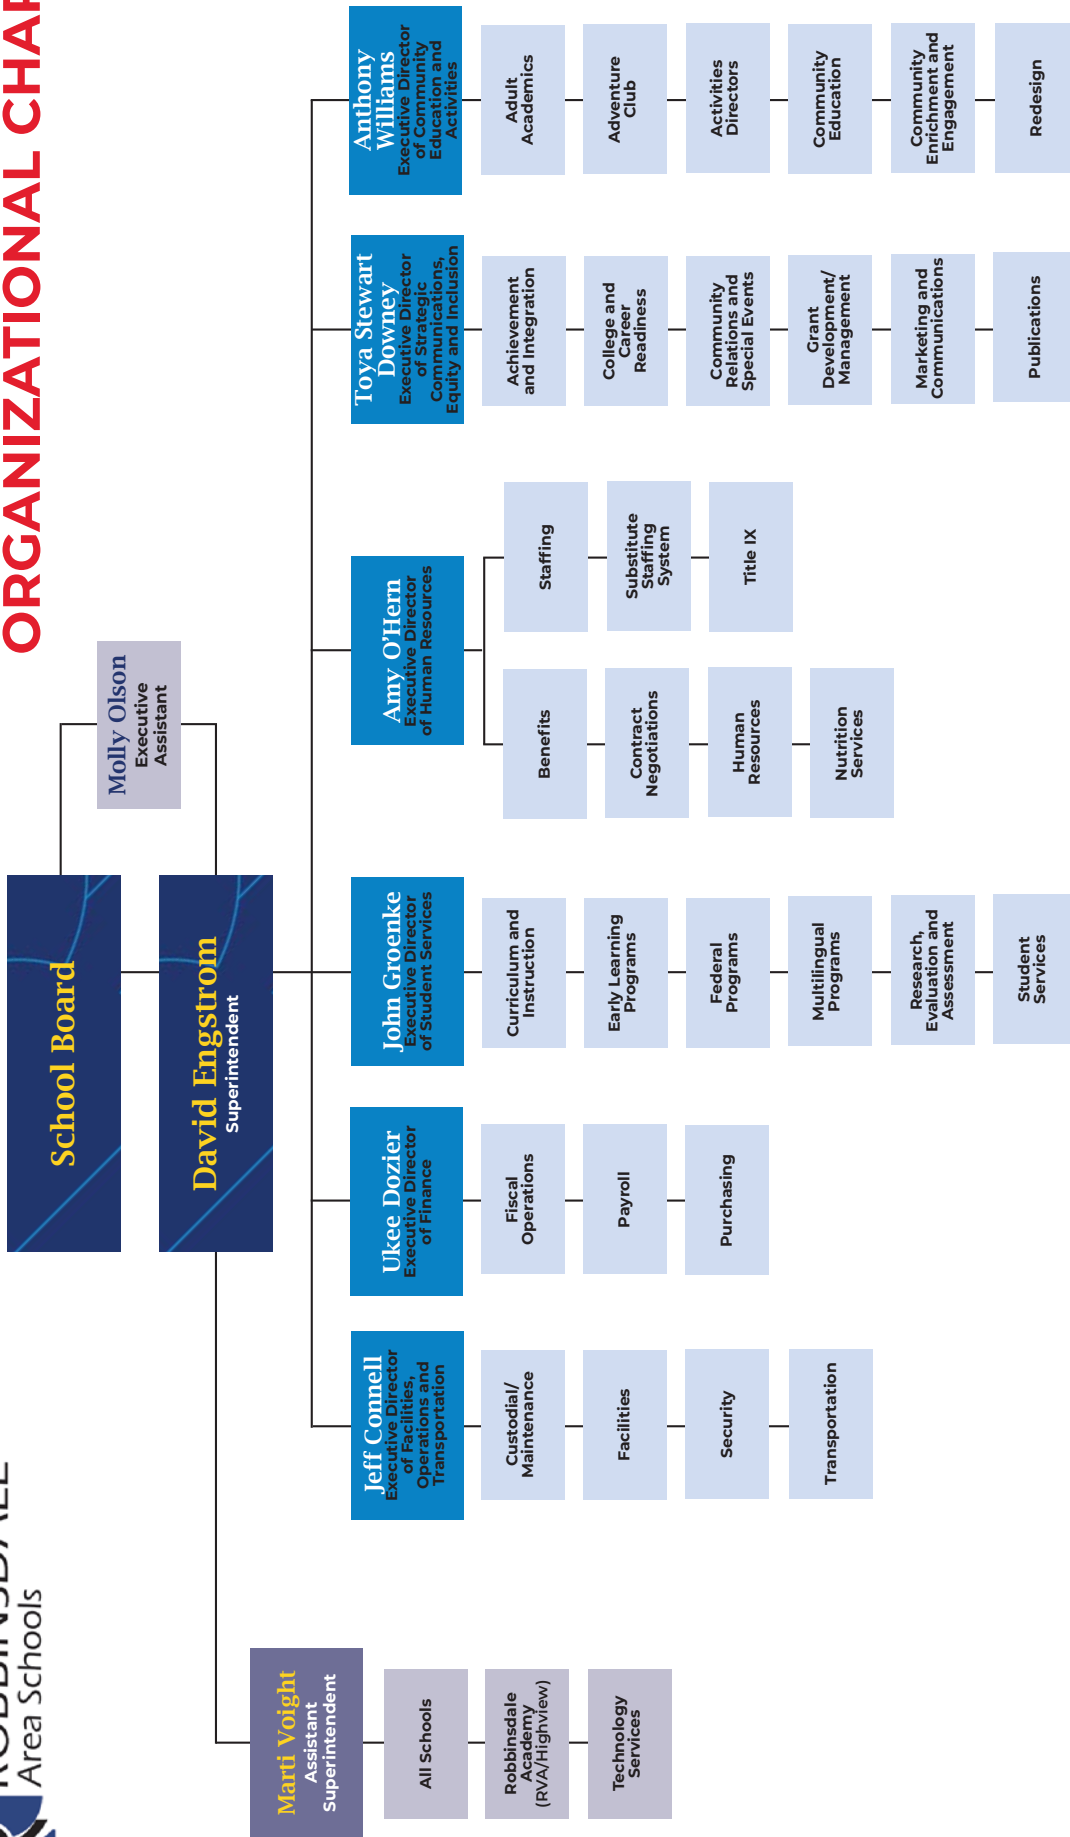 ROBBINSDALE
Area Schools
ORGANIZATIONAL CHAR
School Board
Molly Olson
Executive
Assistant
David Engstrom
Superintendent
Marti Voight
Assistant
Superintendent
All Schools
Robbinsdale
Academy
(RVA/Highview)
Technology
Services
Jeff Connell
Executive Director
of Facilities,
Operations and
Transportation
Custodial/
Maintenance
Facilities
Security
Transportation
Ukee Dozier
Executive Director
of Finance
Fiscal
Operations
Payroll
Purchasing
John Groenke
Executive Director
of Student Services
Curriculum and
Instruction
Early Learning
Programs
Federal
Programs
Multilingual
Programs
Research,
Evaluation and
Assessment
Student
Services
Amy O'Hern
Executive Director
of Human Resources
Benefits
Contract
Negotiations
Human
Resources
Nutrition
Services
Staffing
Substitute
Staffing
System
Title IX
Toya Stewart
Downey
Executive Director
of Strategic
Communications,
Equity and Inclusion
Achievement
and Integration
College and
Career
Readiness
Community
Relations and
Special Events
Grant
Development/
Management
Marketing and
Communications
Publications
Anthony
Williams
Executive Director
of Community
Education and
Activities
Adult
Academics
Adventure
Club
Activities
Directors
Community
Education
Community
Enrichment and
Engagement
Redesign